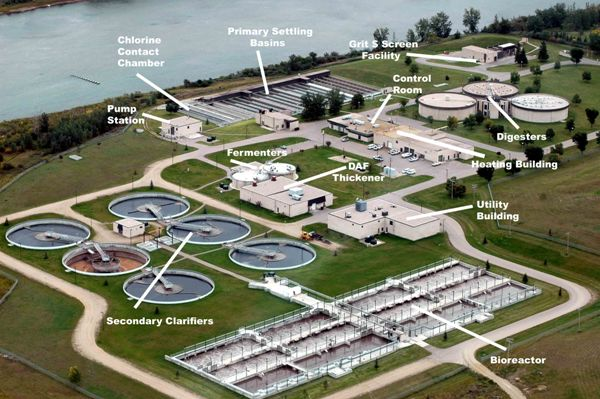 Chlorine
Contact
Chamber
Primary Settling
Basins
Grit $ Screen
Facility
Control
Room
Pump
Station
Digesters
Fermenters
DAF
Thickener
Heating Building
Utility
Building
Secondary Clarifiers
Bioreactor